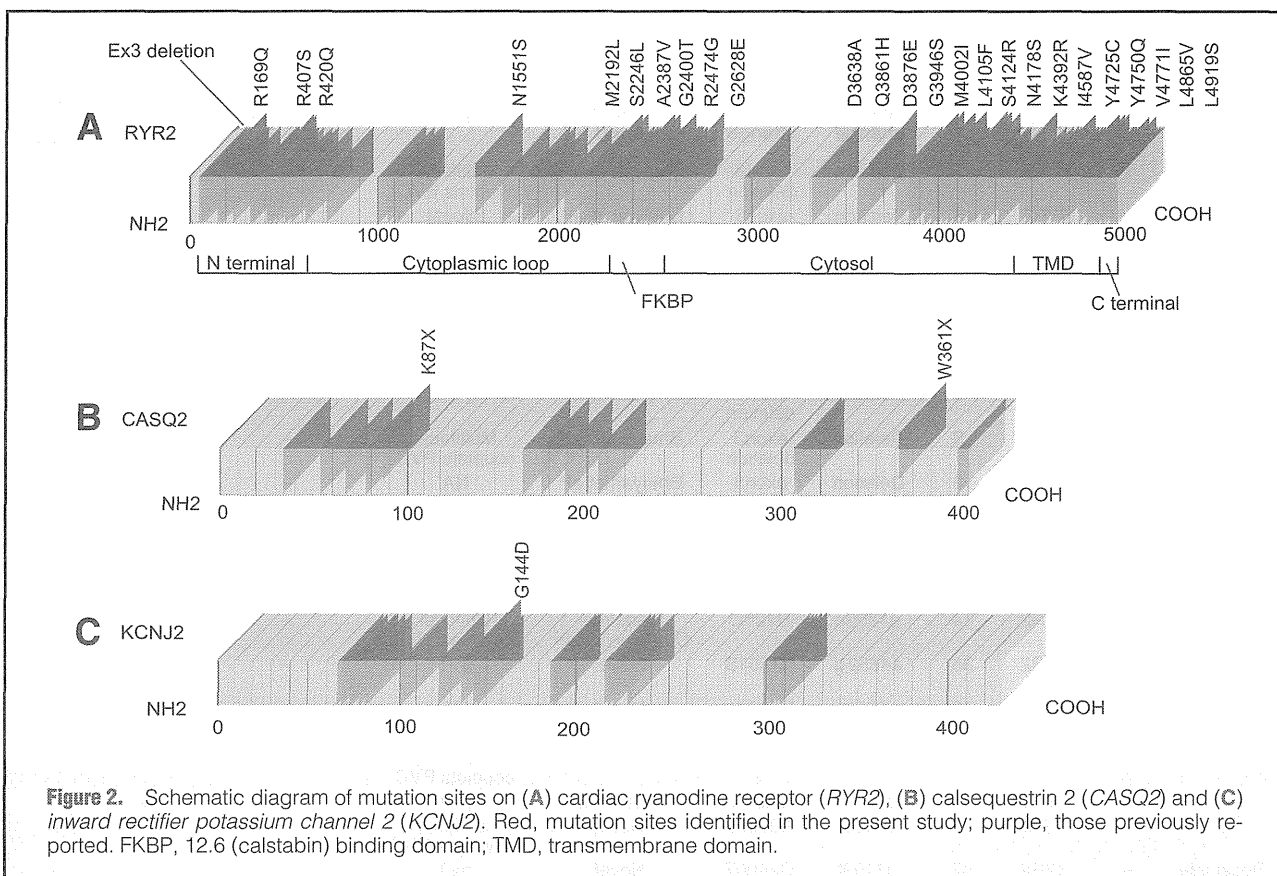 Ex3 deletion
R169Q
R407S
R420Q
N1551S
M2192L
S2246L
A2387V
G2400T
R2474G
G2628E
D3638A
Q3861H
D3876E
G3946S
M4002I
L4105F
S4124R
N4178S
K4392R
I4587V
Y4725C
Y4750Q
V4771I
L4865V
L4919S
A RYR2
NH2
COOH
0 1000 2000 3000 4000 5000
N terminal Cytoplasmic loop Cytosol TMD
FKBP C terminal
K87X
W361X
B CASQ2
NH2
COOH
0 100 200 300 400
G144D
C KCNJ2
NH2
COOH
0 100 200 300 400
Figure 2. Schematic diagram of mutation sites on (A) cardiac ryanodine receptor (RYR2), (B) calsequestrin 2 (CASQ2) and (C)
inward rectifier potassium channel 2 (KCNJ2). Red, mutation sites identified in the present study; purple, those previously re-
ported. FKBP, 12.6 (calstabin) binding domain; TMD, transmembrane domain.